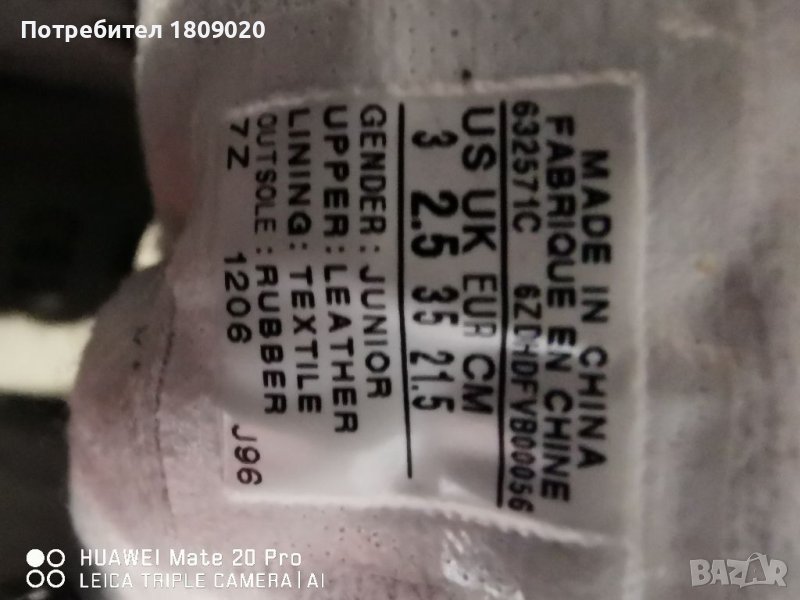 Потребител 1809020
MADE IN CHINA
FABRIQUE EN CHINE
632571C 6ZDHDFVB00056
US UK EUR CM
3 2.5 35 21.5
GENDER: JUNIOR
UPPER: LEATHER
LINING: TEXTILE
OUTSOLE: RUBBER
7Z 1206 J96
HUAWEI Mate 20 Pro
LEICA TRIPLE CAMERA | AI
BAZAR